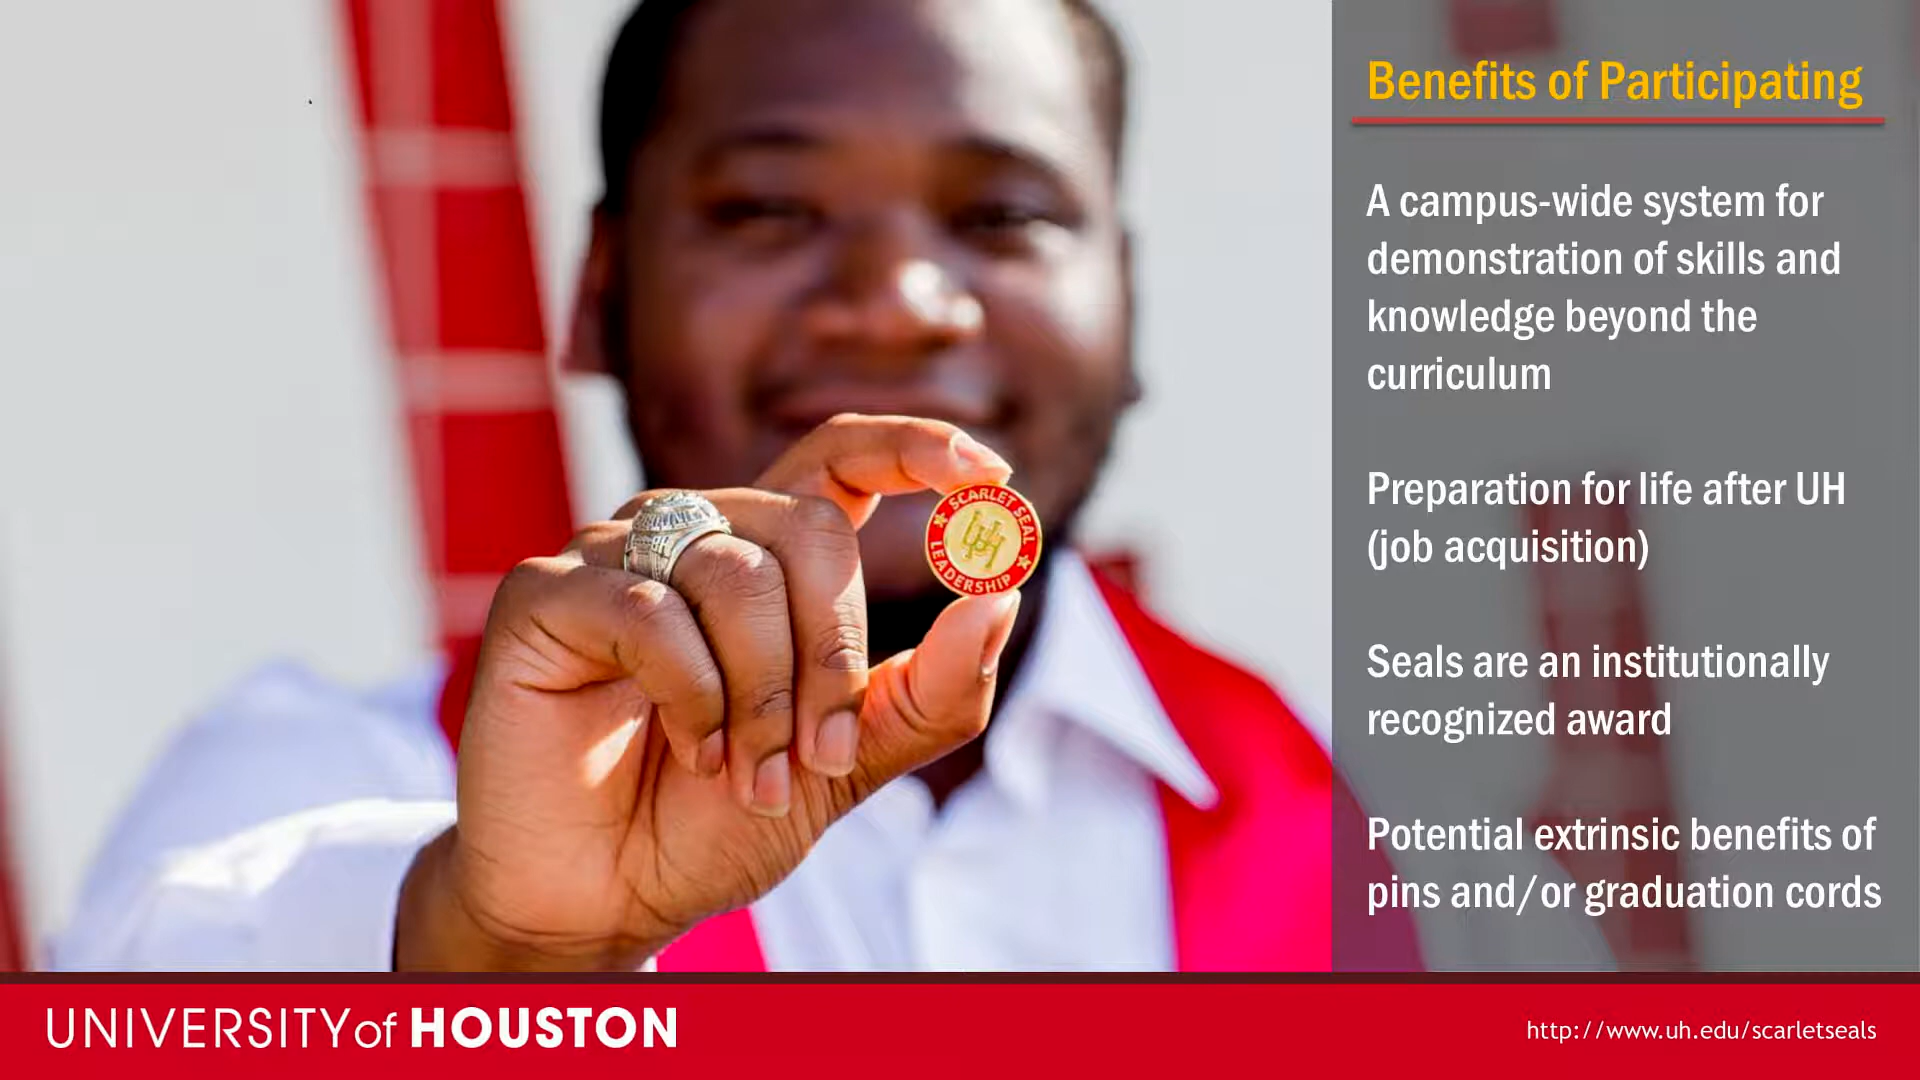 Benefits of Participating
A campus-wide system for
demonstration of skills and
knowledge beyond the
curriculum
Preparation for life after UH
(job acquisition)
Seals are an institutionally
recognized award
Potential extrinsic benefits of
pins and/or graduation cords
SCARLET SEAL
UH
LEADERSHIP
UNIVERSITY of HOUSTON
http://www.uh.edu/scarletseals